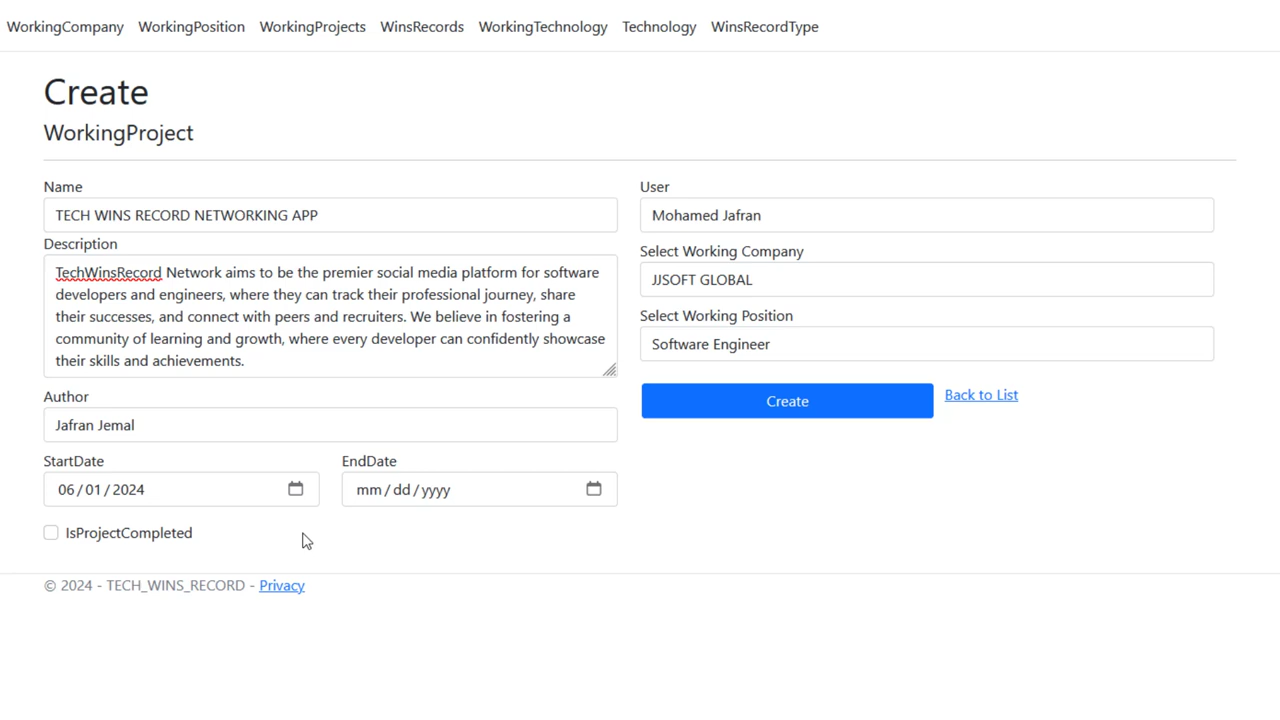 WorkingCompany WorkingPosition WorkingProjects WinsRecords WorkingTechnology Technology WinsRecordType
Create
WorkingProject
Name
TECH WINS RECORD NETWORKING APP
Description
TechWinsRecord Network aims to be the premier social media platform for software
developers and engineers, where they can track their professional journey, share
their successes, and connect with peers and recruiters. We believe in fostering a
community of learning and growth, where every developer can confidently showcase
their skills and achievements.
Author
Jafran Jemal
StartDate
06/01/2024
EndDate
mm/dd/yyyy
IsProjectCompleted
User
Mohamed Jafran
Select Working Company
JJSOFT GLOBAL
Select Working Position
Software Engineer
Create
Back to List
© 2024 - TECH_WINS_RECORD - Privacy